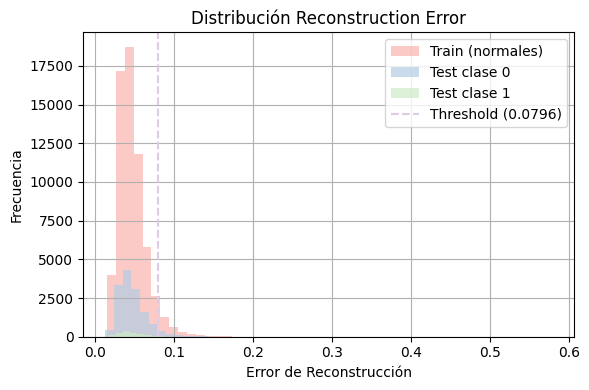 Distribución Reconstruction Error
Frecuencia
17500
15000
12500
10000
7500
5000
2500
0
Train (normales)
Test clase 0
Test clase 1
Threshold (0.0796)
0.0 0.1 0.2 0.3 0.4 0.5 0.6
Error de Reconstrucción